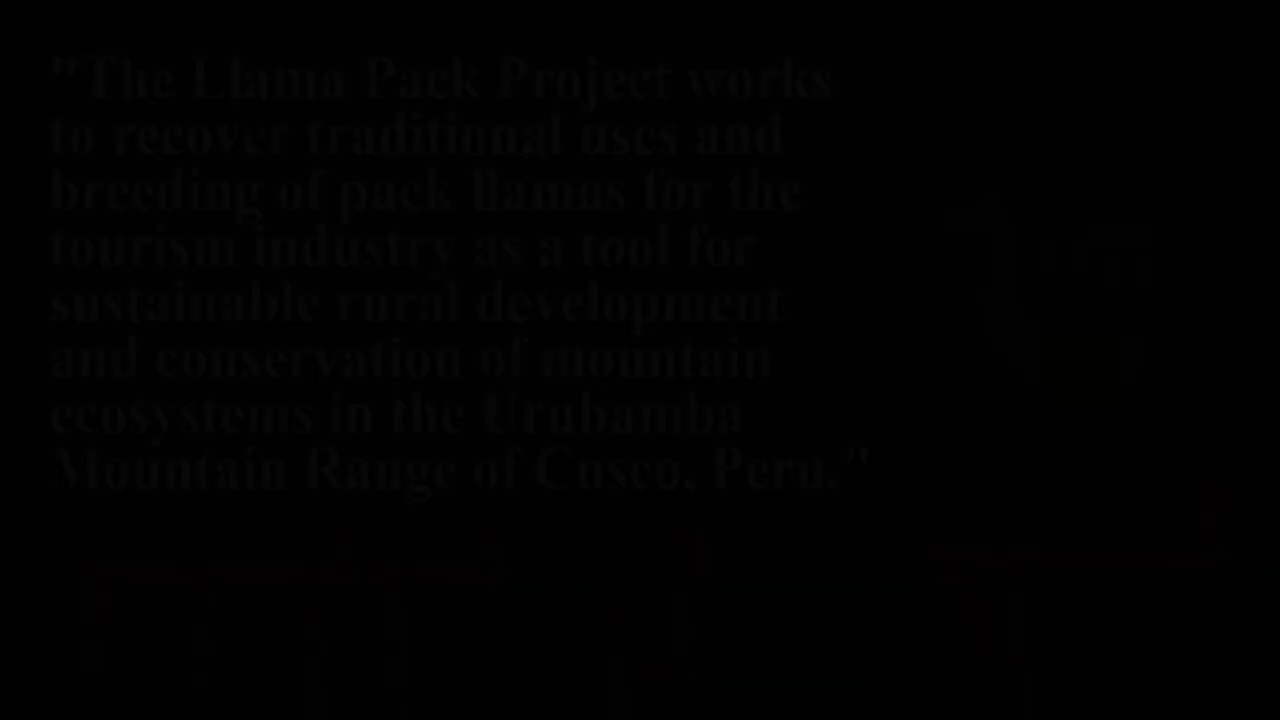 "The Llama Pack Project works
to recover traditional uses and
breeding of pack llamas for the
tourism industry as a tool for
sustainable rural development
and conservation of mountain
ecosystems in the Urubamba
Mountain Range of Cusco, Peru."